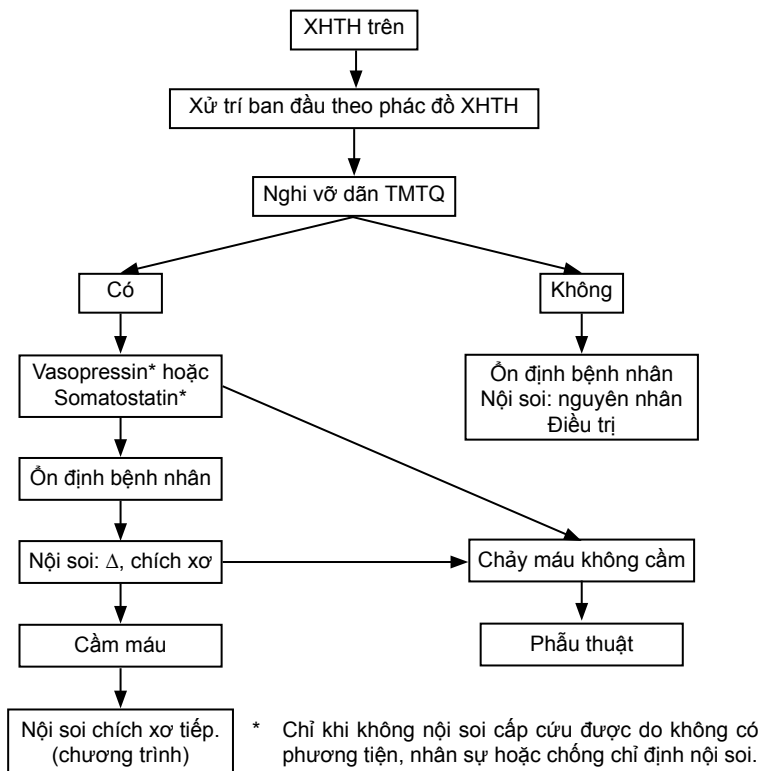 XHTH trên
Xử trí ban đầu theo phác đồ XHTH
Nghi vỡ dãn TMTQ
Có
Không
Vasopressin* hoặc
Somatostatin*
Ổn định bệnh nhân
Nội soi: nguyên nhân
Điều trị
Ổn định bệnh nhân
Nội soi: Δ, chích xơ
Chảy máu không cầm
Cầm máu
Phẫu thuật
Nội soi chích xơ tiếp.
(chương trình)
* Chỉ khi không nội soi cấp cứu được do không có
phương tiện, nhân sự hoặc chống chỉ định nội soi.